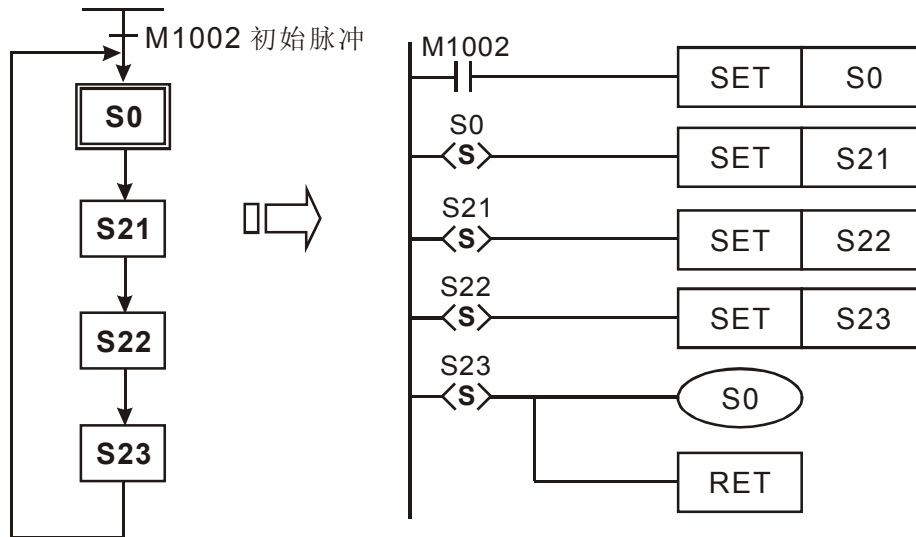 M1002 初始脉冲
S0
S21
S22
S23
M1002
SET S0
S0
S
SET S21
S21
S
SET S22
S22
S
SET S23
S23
S
S0
RET